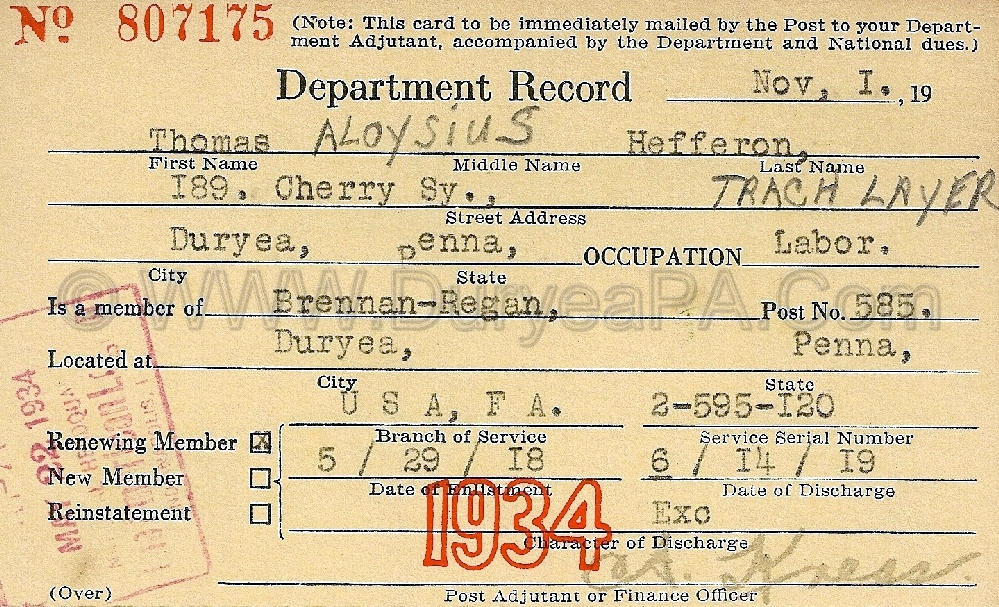 Nº 807175
(Note: This card to be immediately mailed by the Post to your Depart-
ment Adjutant, accompanied by the Department and National dues.)
Department Record Nov, I. , 19
Thomas ALOYSIUS Hefferon,
First Name Middle Name Last Name
I89. Cherry Sy., TRACH LAYER
Street Address
Duryea, Penna, OCCUPATION Labor.
City State
© WWW.DuryeaPA.Com
Is a member of Brennan-Regan, Post No. 585.
Located at Duryea, Penna,
City State
U S A, F A. 2-595-I20
Renewing Member X Branch of Service Service Serial Number
5 / 29 / I8 6 / I4 / I9
New Member Date of Enlistment Date of Discharge
Reinstatement Exc
1934
Character of Discharge
Kress
(Over) Post Adjutant or Finance Officer
1934